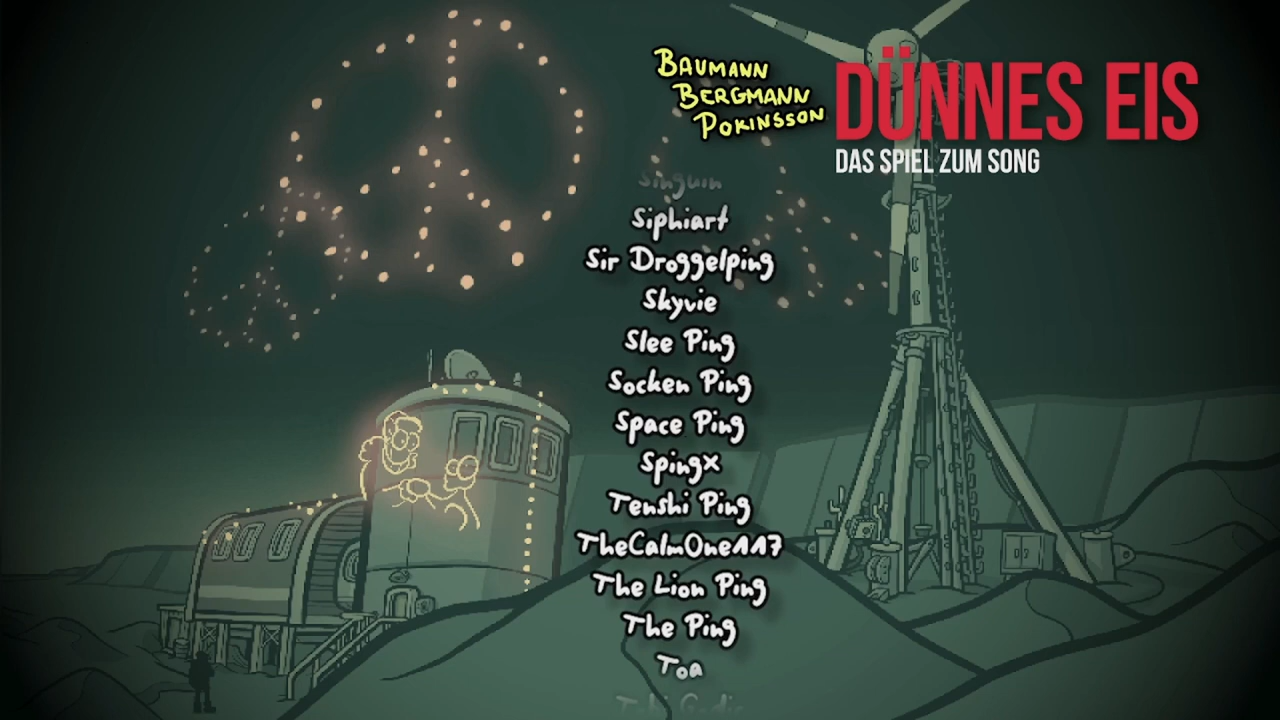 BAUMANN
BERGMANN
POKINSSON
DÜNNES EIS
DAS SPIEL ZUM SONG
Singuin
Siphiart
Sir Droggelping
Skyvie
Slee Ping
Socken Ping
Space Ping
Spingx
Tenshi Ping
TheCalmOne117
The Lion Ping
The Ping
Toa